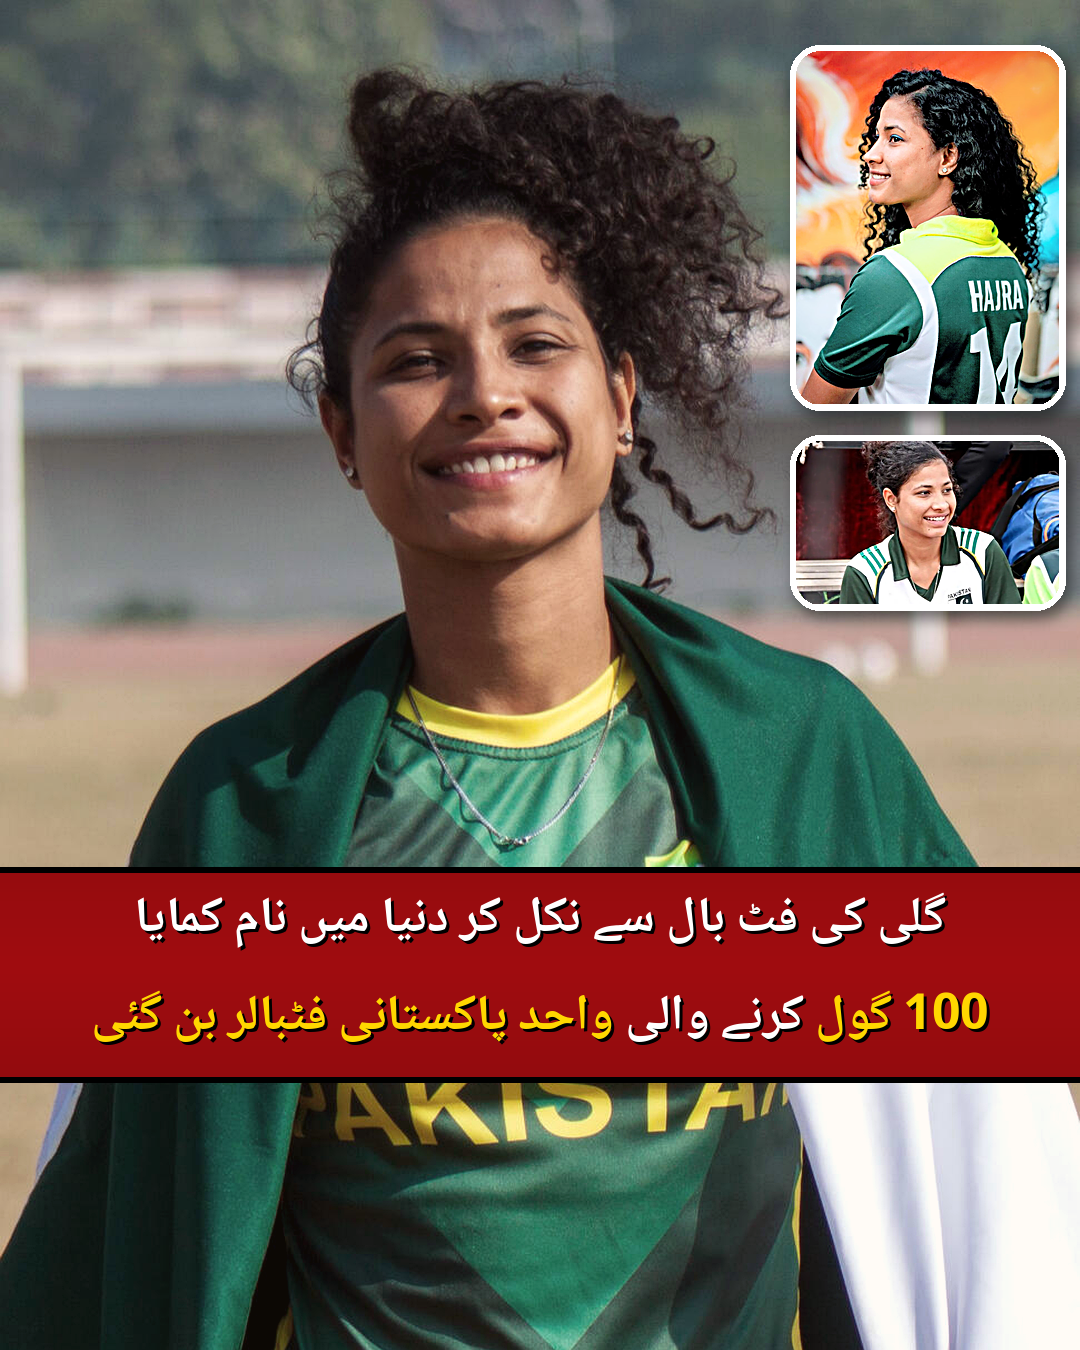 HAJRA
PAKISTAN
گلی کی فٹ بال سے نکل کر دنیا میں نام کمایا
100 گول کرنے والی واحد پاکستانی فٹبالر بن گئی
PAKISTAN